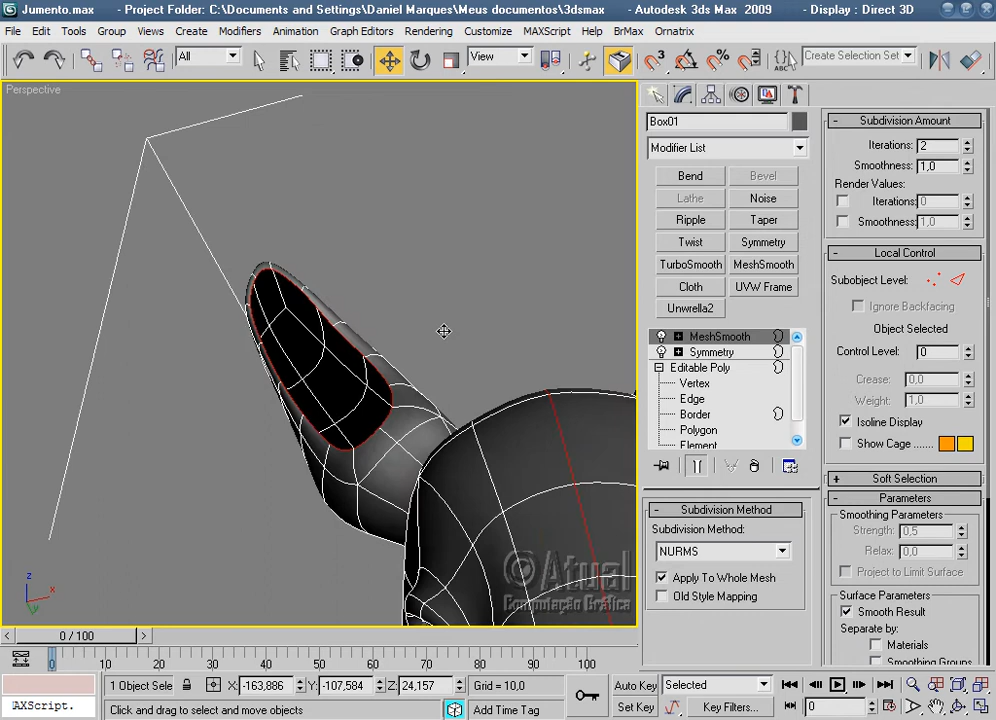 Jumento.max - Project Folder: C:\Documents and Settings\Daniel Marques\Meus documentos\3dsmax - Autodesk 3ds Max 2009 - Display : Direct 3D
File Edit Tools Group Views Create Modifiers Animation Graph Editors Rendering Customize MAXScript Help BrMax Ornatrix
All View Create Selection Set
Perspective
Box01
Modifier List
Bend Bevel
Lathe Noise
Ripple Taper
Twist Symmetry
TurboSmooth MeshSmooth
Cloth UVW Frame
Unwrella2
MeshSmooth
Symmetry
Editable Poly
Vertex
Edge
Border
Polygon
Element
Subdivision Method
Subdivision Method:
NURMS
Apply To Whole Mesh
Old Style Mapping
Subdivision Amount
Iterations: 2
Smoothness: 1,0
Render Values:
Iterations: 0
Smoothness: 1,0
Local Control
Subobject Level:
Ignore Backfacing
Object Selected
Control Level: 0
Crease: 0,0
Weight: 1,0
Isoline Display
Show Cage ......
Soft Selection
Parameters
Smoothing Parameters
Strength: 0,5
Relax: 0,0
Project to Limit Surface
Surface Parameters
Smooth Result
Separate by:
Materials
Smoothing Groups
©Atual
Computação Gráfica
z
x
y
0 / 100
0 10 20 30 40 50 60 70 80 90 100
1 Object Sele X: -163,886 Y: -107,584 Z: 24,157 Grid = 10,0
Auto Key Selected
AXScript. Click and drag to select and move objects Add Time Tag
Set Key Key Filters... 0